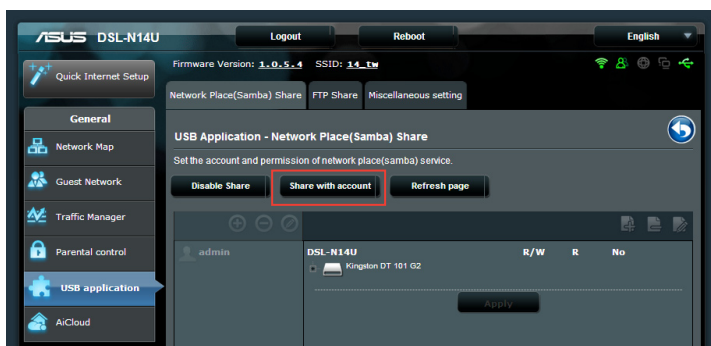 ASUS DSL-N14U Logout Reboot English
Quick Internet Setup
Firmware Version: 1.0.5.4 SSID: 14_tw
Network Place(Samba) Share FTP Share Miscellaneous setting
General
Network Map
Guest Network
Traffic Manager
Parental control
USB application
AiCloud
USB Application - Network Place(Samba) Share
Set the account and permission of network place(samba) service.
Disable Share Share with account Refresh page
admin
DSL-N14U R/W R No
Kingston DT 101 G2
Apply